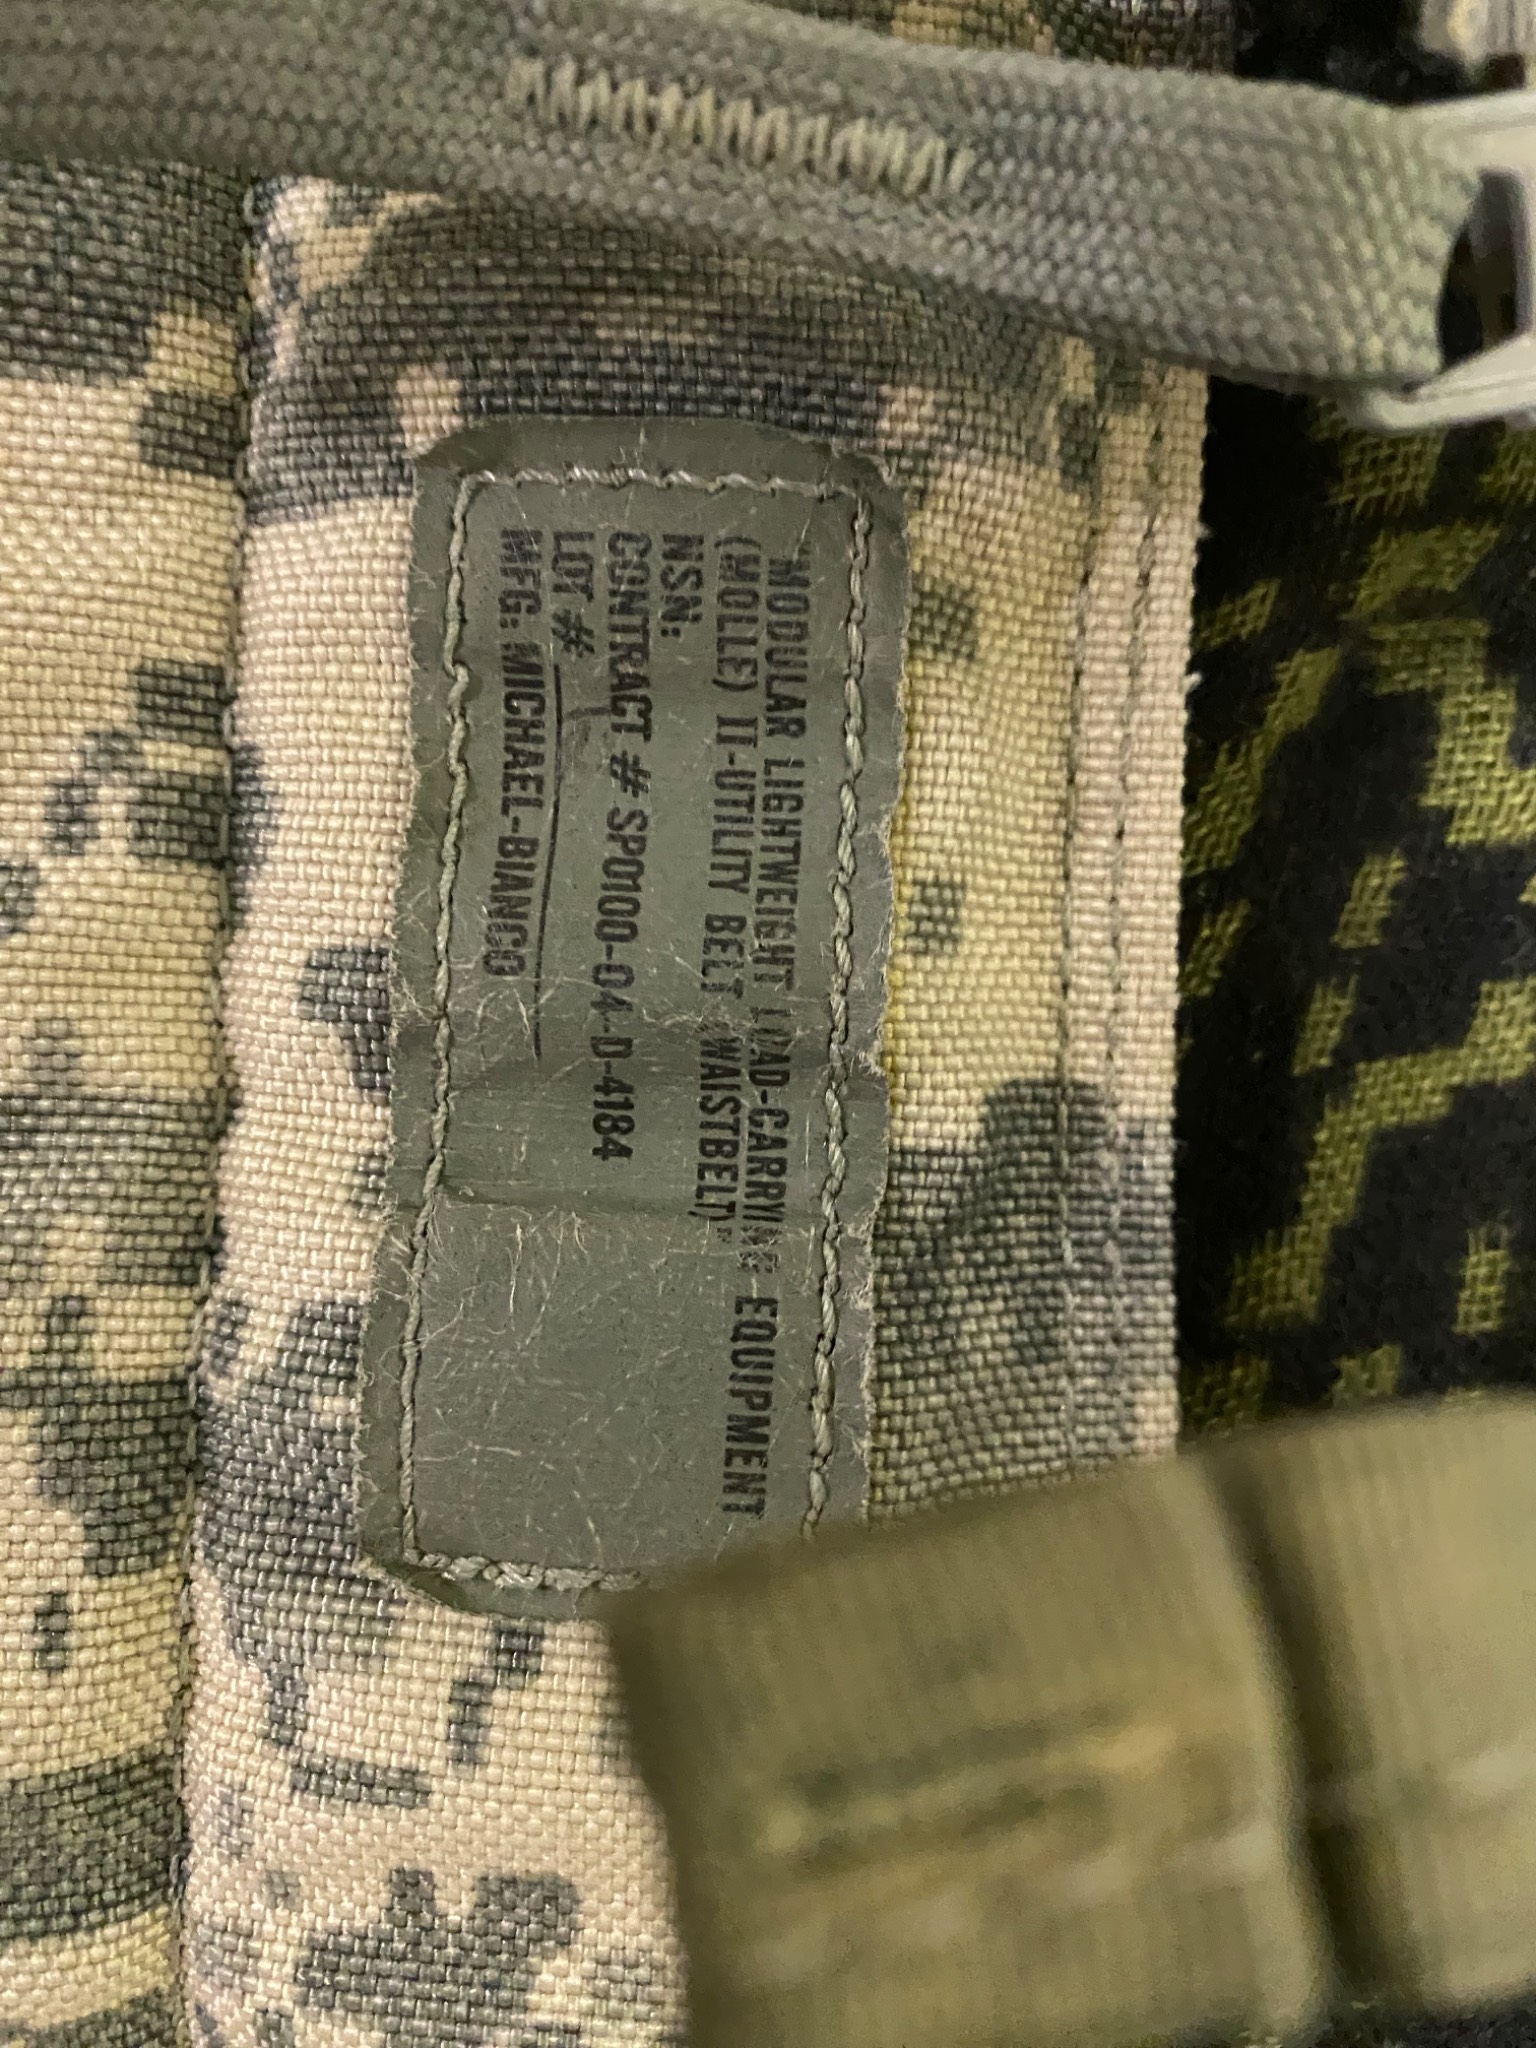 "MODULAR LIGHTWEIGHT LOAD-CARRYING EQUIPMENT
(MOLLE) II-UTILITY BELT (WAISTBELT)"
NSN:
CONTRACT # SP0100-04-D-4184
LOT #
MFG: MICHAEL-BIANCO